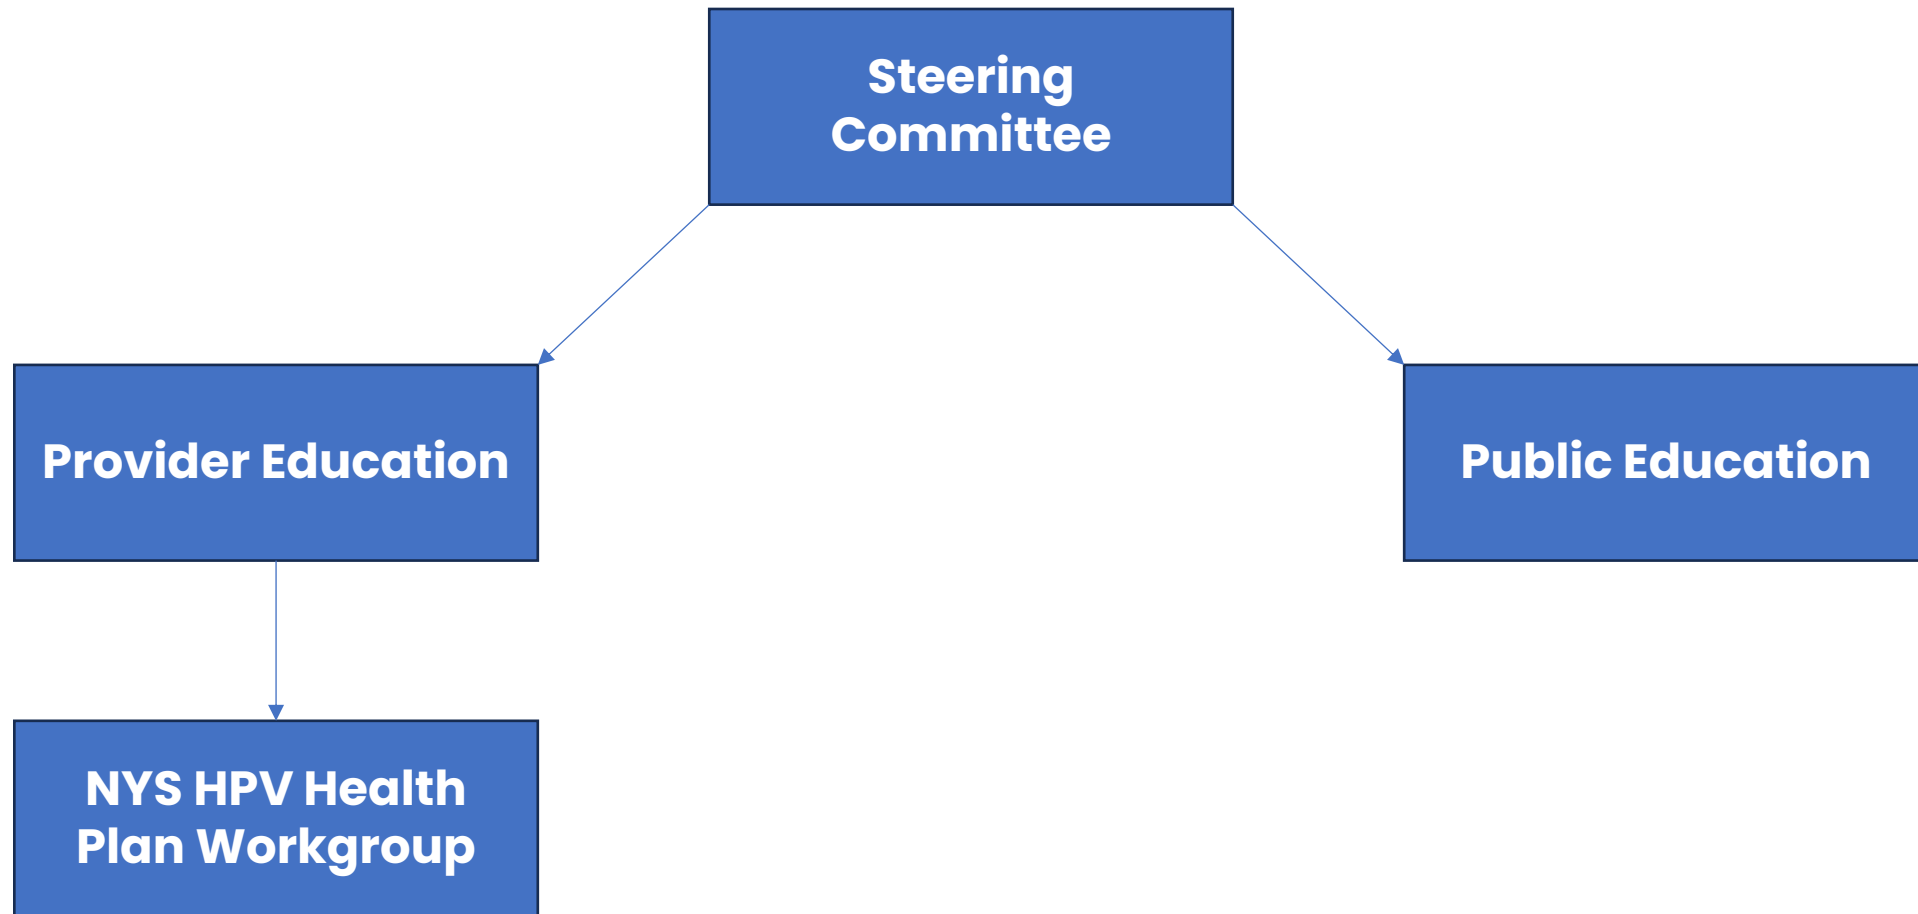 Steering
Committee
Provider Education
Public Education
NYS HPV Health
Plan Workgroup